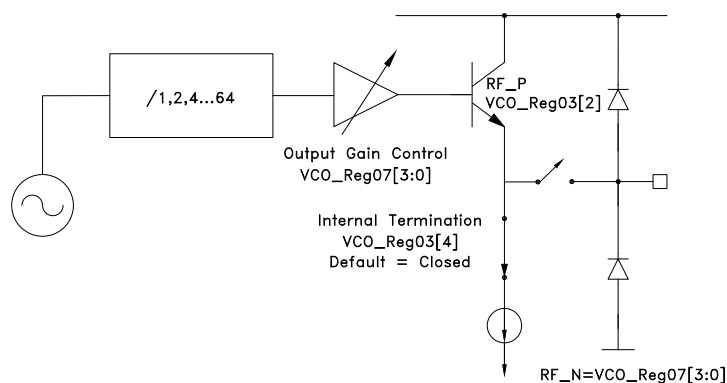 /1,2,4...64
RF_P
VCO_Reg03[2]
Output Gain Control
VCO_Reg07[3:0]
Internal Termination
VCO_Reg03[4]
Default = Closed
RF_N=VCO_Reg07[3:0]